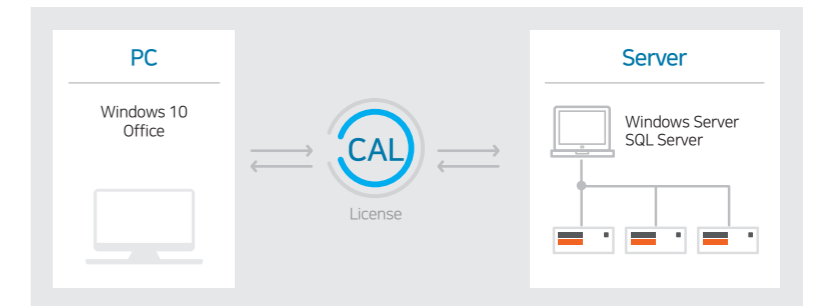 PC
Windows 10
Office
CAL
License
Server
Windows Server
SQL Server